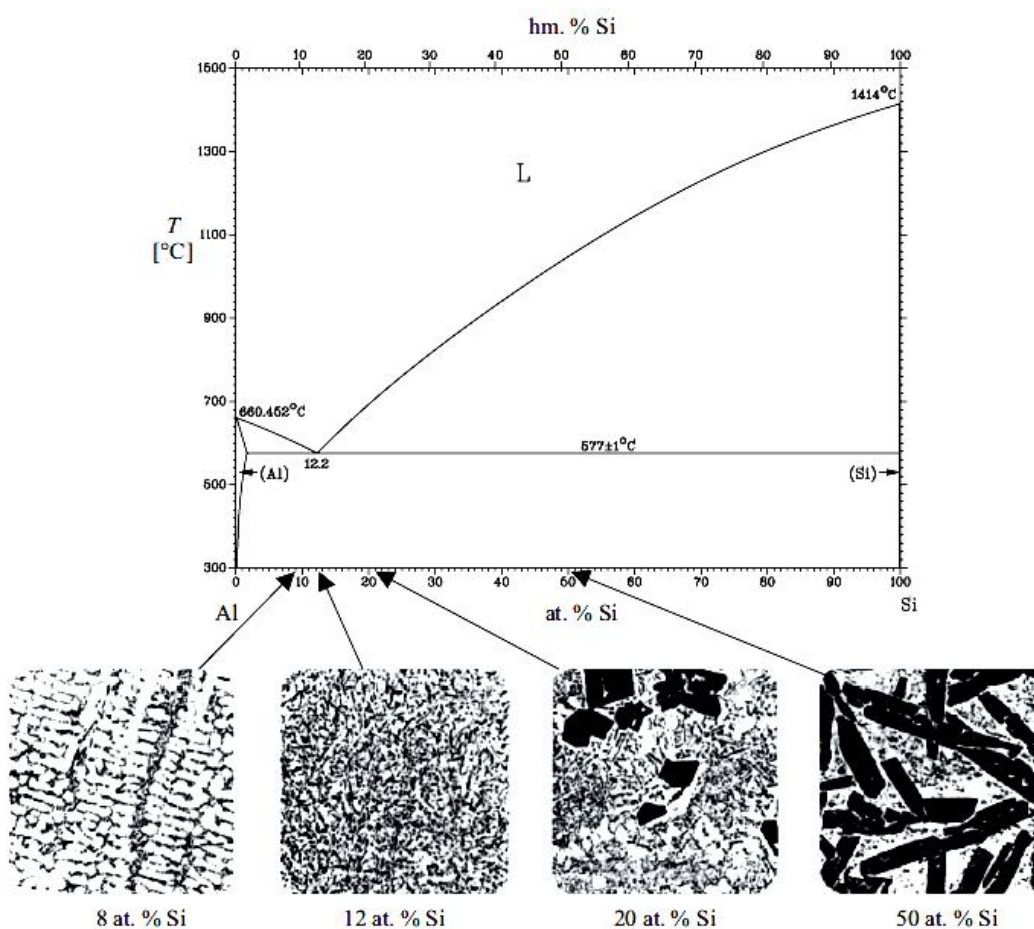 hm. % Si
0 10 20 30 40 50 60 70 80 90 100
1500
1414°C
1300
L
T
[°C]
1100
900
700
660.452°C
577±1°C
12.2
(Al)
(Si)
500
300
0 10 20 30 40 50 60 70 80 90 100
Al
at. % Si
Si
8 at. % Si
12 at. % Si
20 at. % Si
50 at. % Si